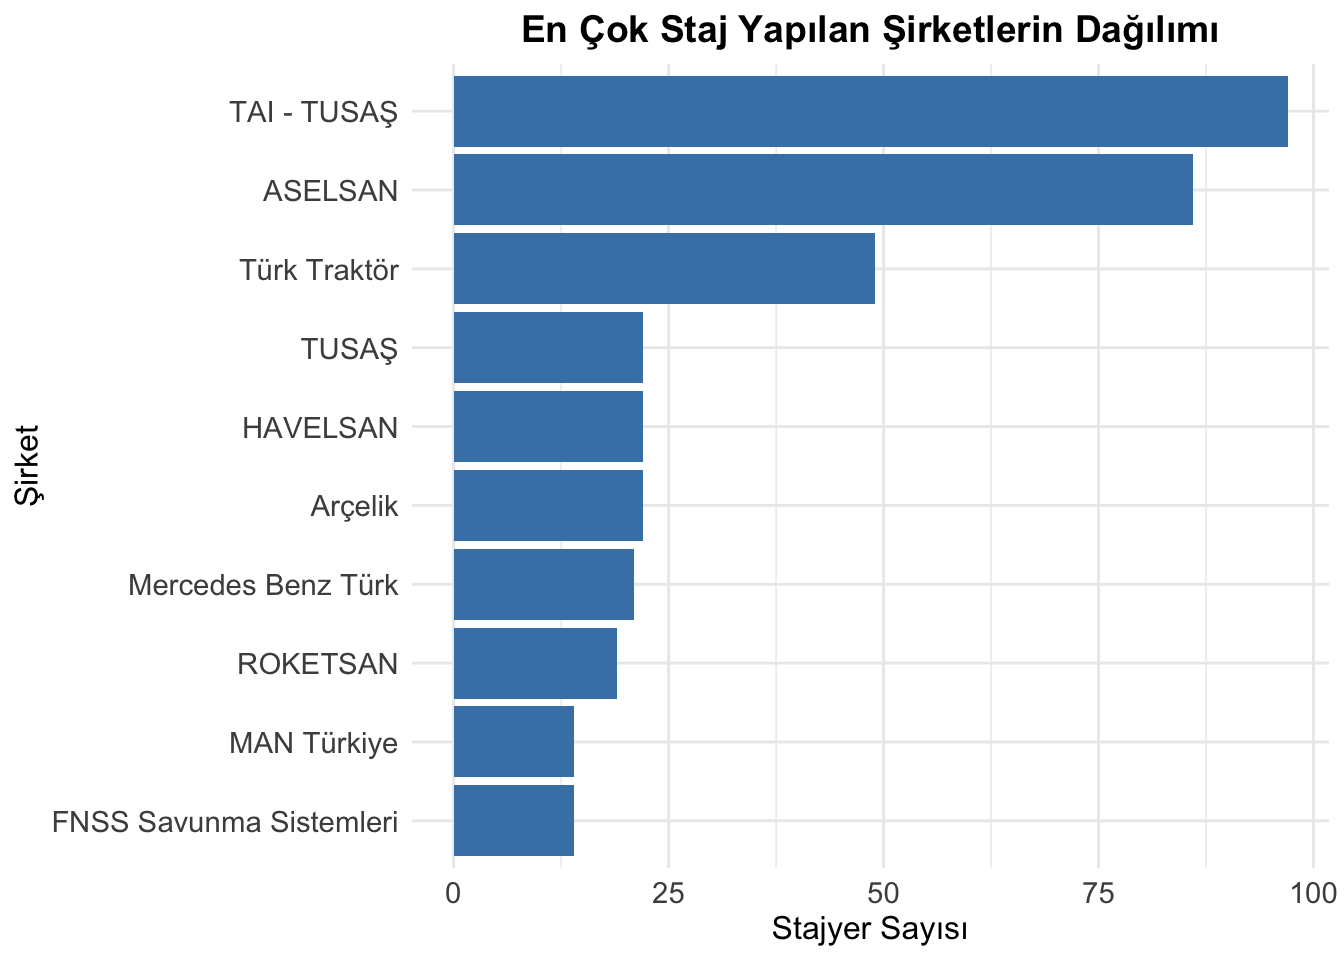 En Çok Staj Yapılan Şirketlerin Dağılımı
Şirket
TAI - TUSAŞ
ASELSAN
Türk Traktör
TUSAŞ
HAVELSAN
Arçelik
Mercedes Benz Türk
ROKETSAN
MAN Türkiye
FNSS Savunma Sistemleri
0 25 50 75 100
Stajyer Sayısı